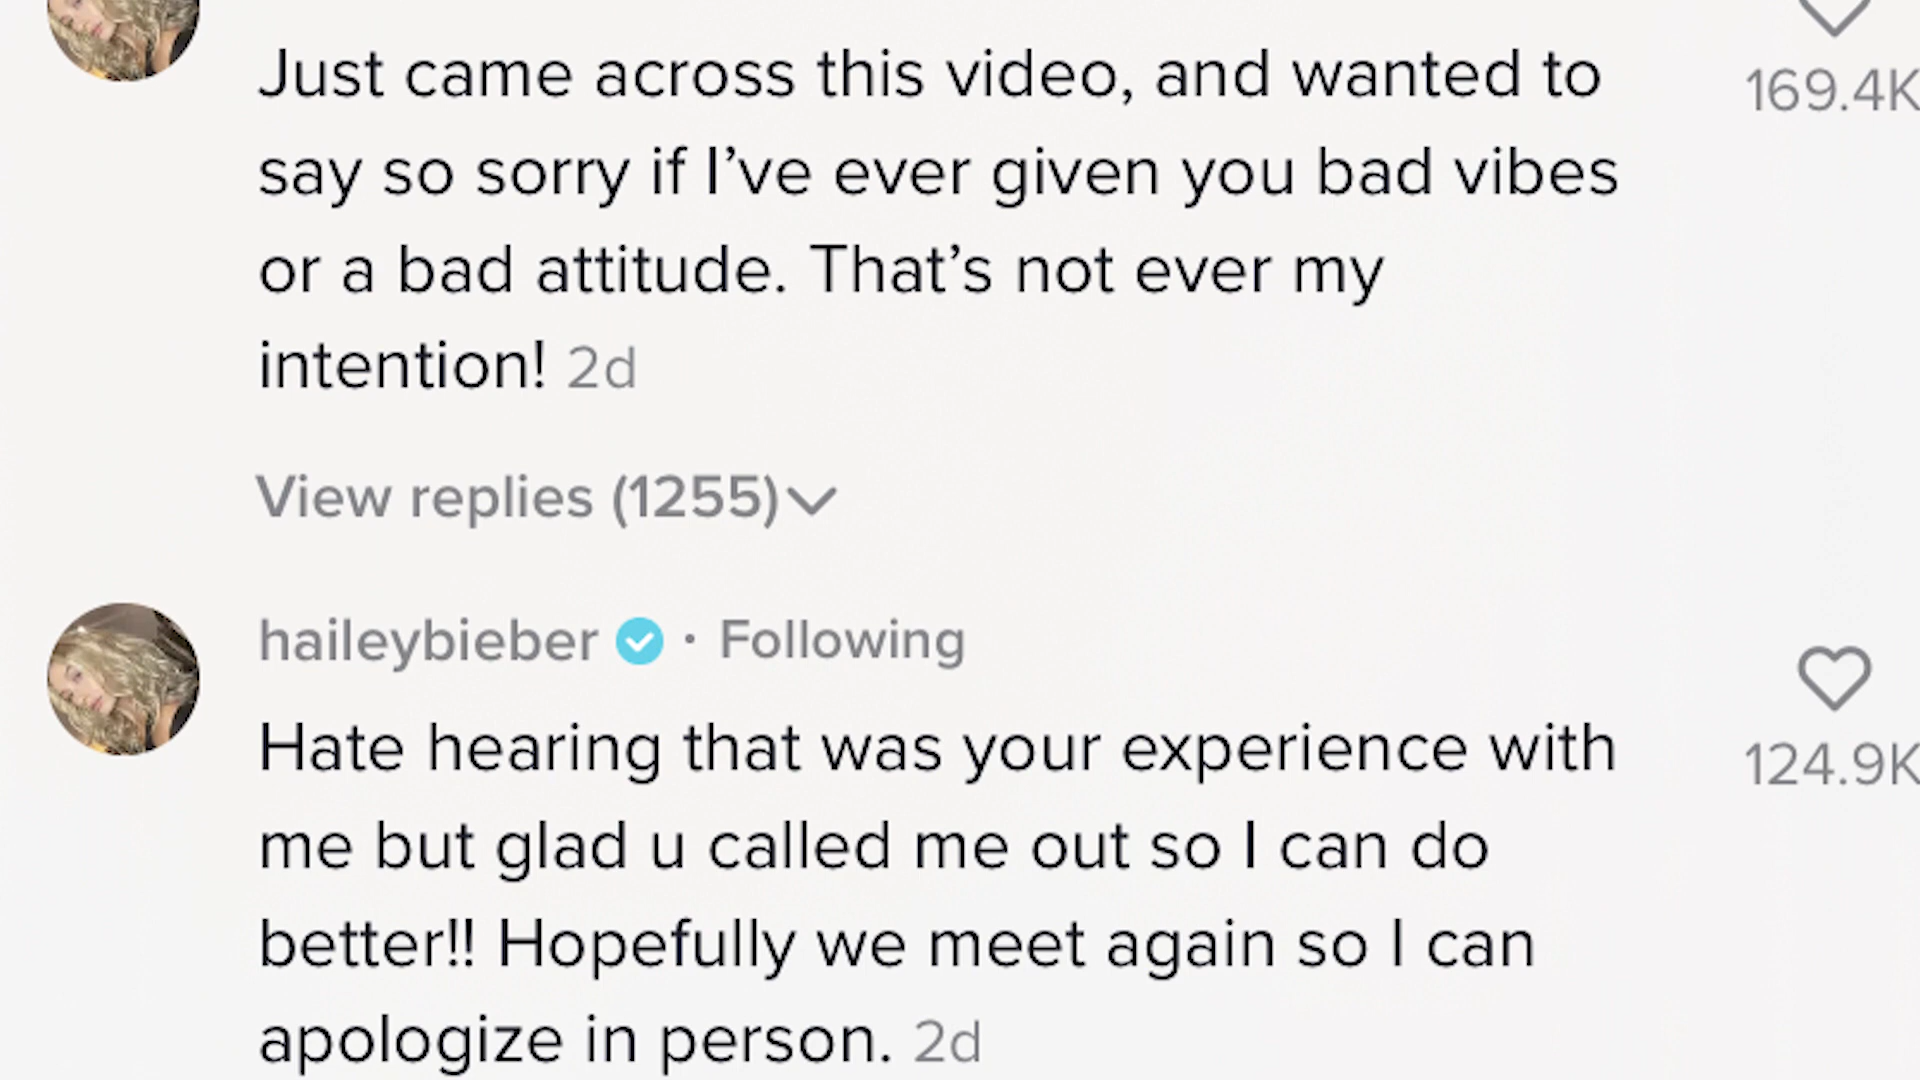 Just came across this video, and wanted to
169.4K
say so sorry if I’ve ever given you bad vibes
or a bad attitude. That’s not ever my
intention! 2d
View replies (1255)
haileybieber · Following
Hate hearing that was your experience with
124.9K
me but glad u called me out so I can do
better!! Hopefully we meet again so I can
apologize in person. 2d